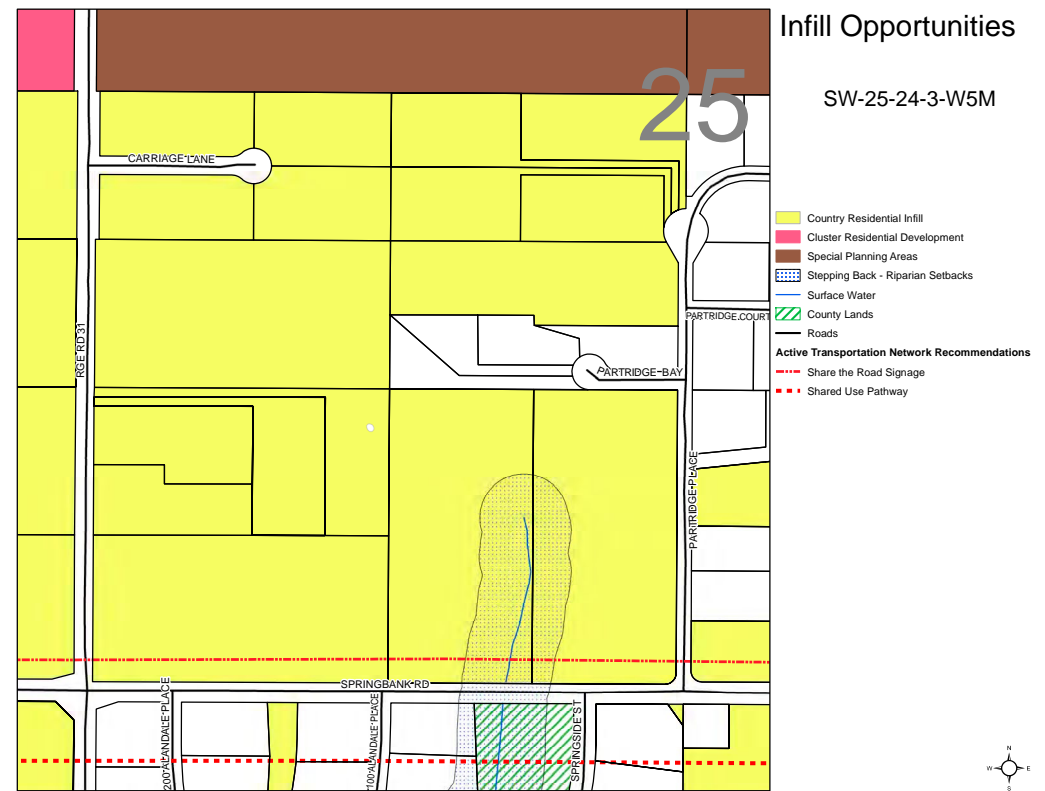 Infill Opportunities
SW-25-24-3-W5M
25
CARRIAGE LANE
RGE RD 31
PARTRIDGE COURT
PARTRIDGE BAY
PARTRIDGE PLACE
SPRINGBANK RD
200 ALANDALE PLACE
100 ALANDALE PLACE
SPRINGSIDE ST
Country Residential Infill
Cluster Residential Development
Special Planning Areas
Stepping Back - Riparian Setbacks
Surface Water
County Lands
Roads
Active Transportation Network Recommendations
Share the Road Signage
Shared Use Pathway
N
W E
S